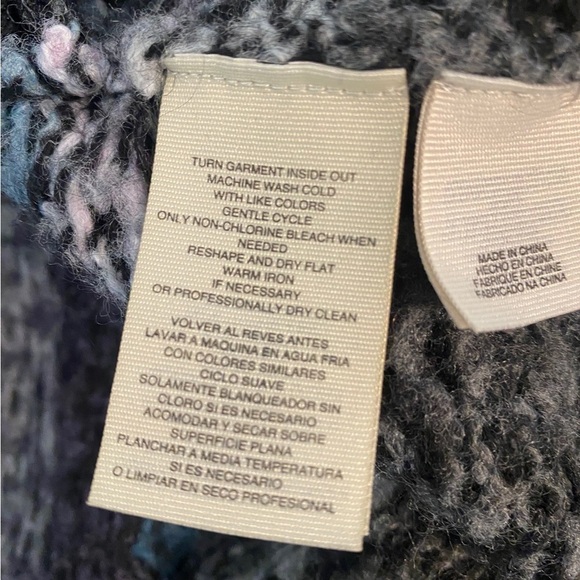 TURN GARMENT INSIDE OUT
MACHINE WASH COLD
WITH LIKE COLORS
GENTLE CYCLE
ONLY NON-CHLORINE BLEACH WHEN
NEEDED
RESHAPE AND DRY FLAT
WARM IRON
IF NECESSARY
OR PROFESSIONALLY DRY CLEAN
VOLVER AL REVES ANTES
LAVAR A MAQUINA EN AGUA FRIA
CON COLORES SIMILARES
CICLO SUAVE
SOLAMENTE BLANQUEADOR SIN
CLORO SI ES NECESARIO
ACOMODAR Y SECAR SOBRE
SUPERFICIE PLANA
PLANCHAR A MEDIA TEMPERATURA
SI ES NECESARIO
O LIMPIAR EN SECO PROFESIONAL
MADE IN CHINA
HECHO EN CHINA
FABRIQUE EN CHINE
FABRICADO NA CHINA